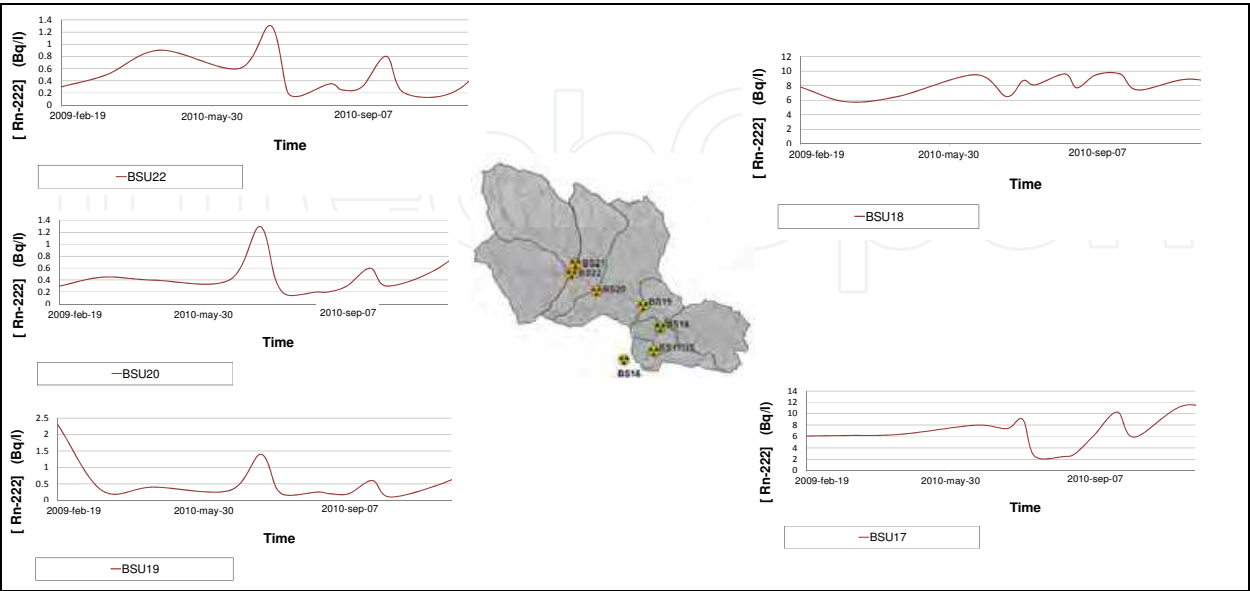 1.4
1.2
1
0.8
0.6
0.4
0.2
0
[ Rn-222] (Bq/l)
2009-feb-19 2010-may-30 2010-sep-07
Time
BSU22
1.4
1.2
1
0.8
0.6
0.4
0.2
0
[ Rn-222] (Bq/l)
2009-feb-19 2010-may-30 2010-sep-07
Time
BSU20
2.5
2
1.5
1
0.5
0
[ Rn-222] (Bq/l)
2009-feb-19 2010-may-30 2010-sep-07
Time
BSU19
BS21
BS22
BS20
BS19
BS18
BS16
12
10
8
6
4
2
0
[ Rn-222] (Bq/l)
2009-feb-19 2010-may-30 2010-sep-07
Time
BSU18
14
12
10
8
6
4
2
0
[ Rn-222] (Bq/l)
2009-feb-19 2010-may-30 2010-sep-07
Time
BSU17